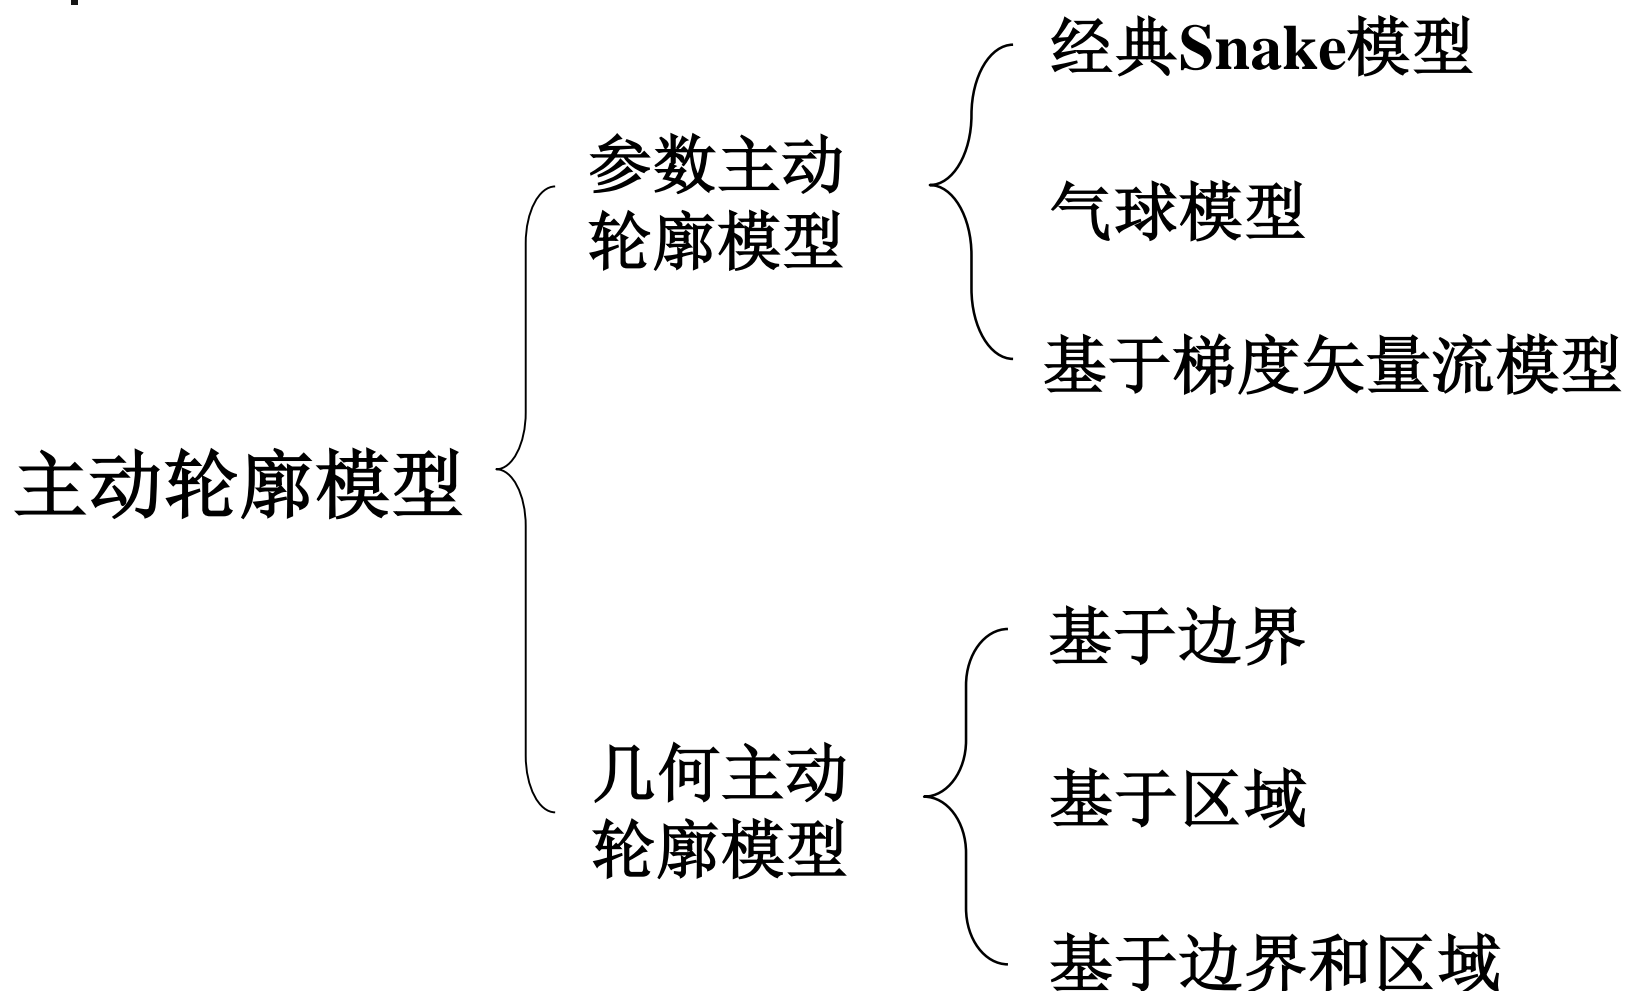 主动轮廓模型
参数主动
轮廓模型
经典Snake模型
气球模型
基于梯度矢量流模型
几何主动
轮廓模型
基于边界
基于区域
基于边界和区域